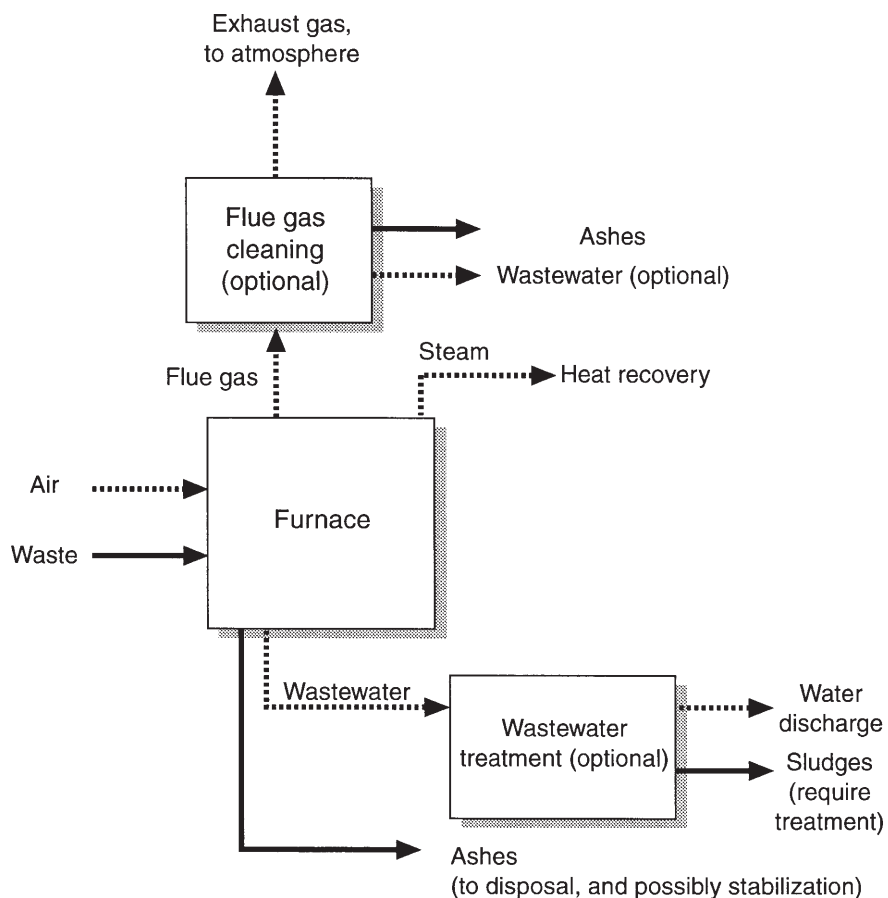 Exhaust gas,
to atmosphere
Flue gas
cleaning
(optional)
Ashes
Wastewater (optional)
Steam
Flue gas
Heat recovery
Air
Furnace
Waste
Wastewater
Water
discharge
Wastewater
treatment (optional)
Sludges
(require
treatment)
Ashes
(to disposal, and possibly stabilization)